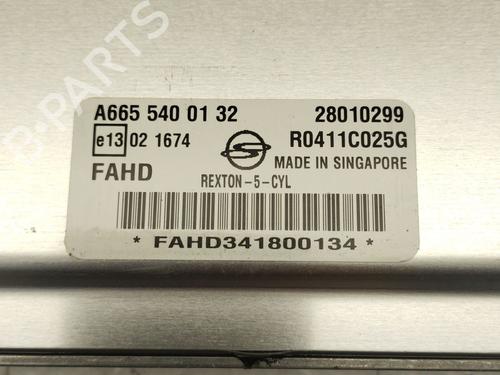 B-PARTS
A665 540 01 32
28010299
e13 02 1674
R0411C025G
MADE IN SINGAPORE
FAHD
REXTON-5-CYL
* FAHD341800134 *